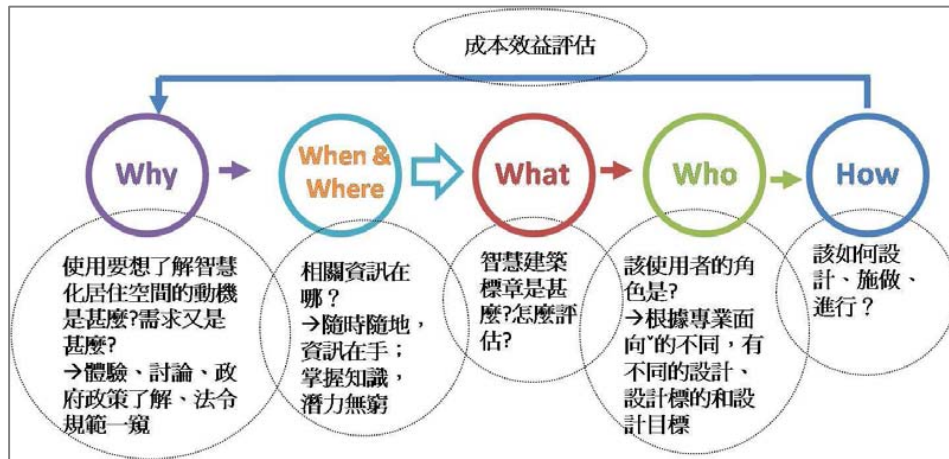 成本效益評估
Why
When &
Where
What
Who
How
使用要想了解智慧
化居住空間的動機
是甚麼?需求又是
甚麼?
→體驗、討論、政
府政策了解、法令
規範一窺
相關資訊在
哪？
→隨時隨地，
資訊在手；
掌握知識，
潛力無窮
智慧建築
標章是甚
麼?怎麼評
估?
該使用者的角
色是?
→根據專業面
向ˇ的不同，有
不同的設計、
設計標的和設
計目標
該如何設
計、施做、
進行？